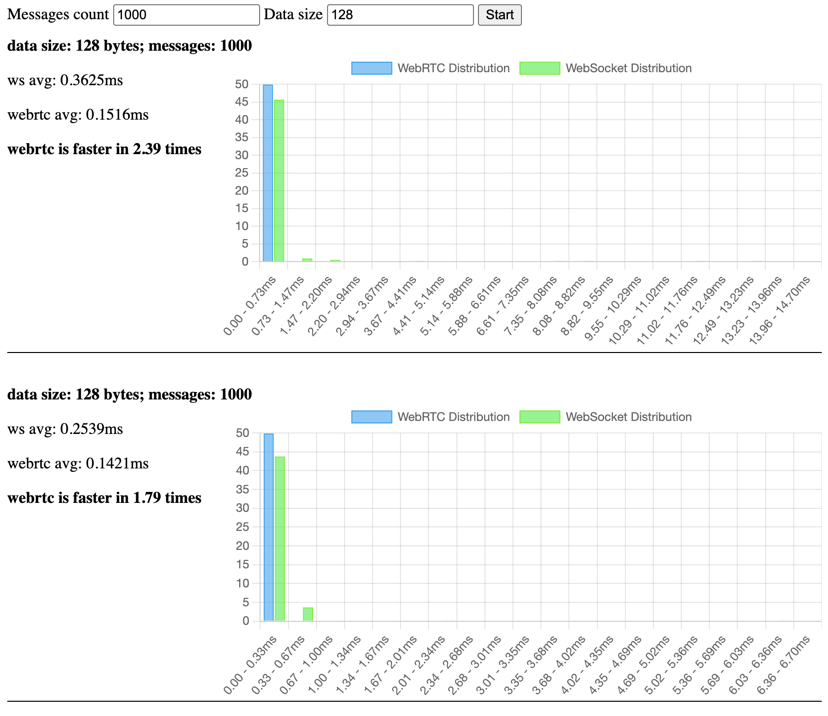 Messages count 1000 Data size 128 Start
data size: 128 bytes; messages: 1000
ws avg: 0.3625ms
webrtc avg: 0.1516ms
webrtc is faster in 2.39 times
WebRTC Distribution WebSocket Distribution
50
45
40
35
30
25
20
15
10
5
0
0.00 - 0.73ms
0.73 - 1.47ms
1.47 - 2.20ms
2.20 - 2.94ms
2.94 - 3.67ms
3.67 - 4.41ms
4.41 - 5.14ms
5.14 - 5.88ms
5.88 - 6.61ms
6.61 - 7.35ms
7.35 - 8.08ms
8.08 - 8.82ms
8.82 - 9.55ms
9.55 - 10.29ms
10.29 - 11.02ms
11.02 - 11.76ms
11.76 - 12.49ms
12.49 - 13.23ms
13.23 - 13.96ms
13.96 - 14.70ms
data size: 128 bytes; messages: 1000
ws avg: 0.2539ms
webrtc avg: 0.1421ms
webrtc is faster in 1.79 times
WebRTC Distribution WebSocket Distribution
50
45
40
35
30
25
20
15
10
5
0
0.00 - 0.33ms
0.33 - 0.67ms
0.67 - 1.00ms
1.00 - 1.34ms
1.34 - 1.67ms
1.67 - 2.01ms
2.01 - 2.34ms
2.34 - 2.68ms
2.68 - 3.01ms
3.01 - 3.35ms
3.35 - 3.68ms
3.68 - 4.02ms
4.02 - 4.35ms
4.35 - 4.69ms
4.69 - 5.02ms
5.02 - 5.36ms
5.36 - 5.69ms
5.69 - 6.03ms
6.03 - 6.36ms
6.36 - 6.70ms